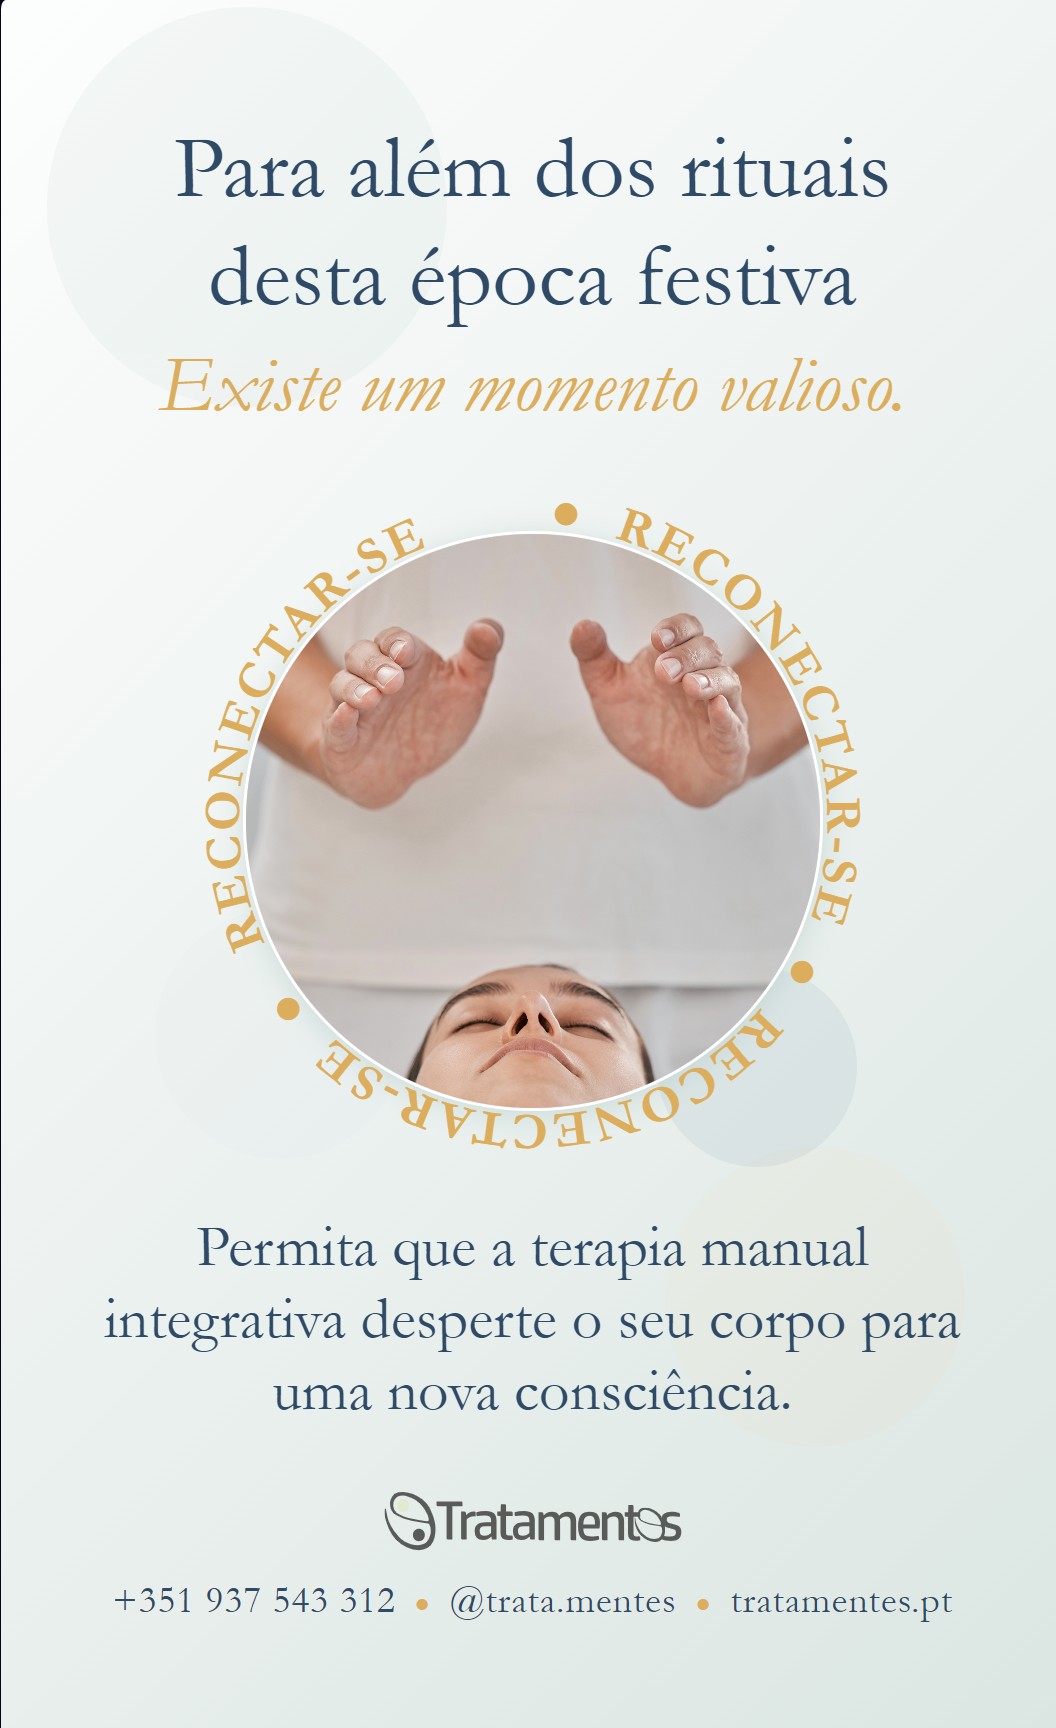 Para além dos rituais
desta época festiva
Existe um momento valioso.
• RECONECTAR-SE
• RECONECTAR-SE
• RECONECTAR-SE
Permita que a terapia manual
integrativa desperte o seu corpo para
uma nova consciência.
Tratamentos
+351 937 543 312 • @trata.mentes • tratamentes.pt